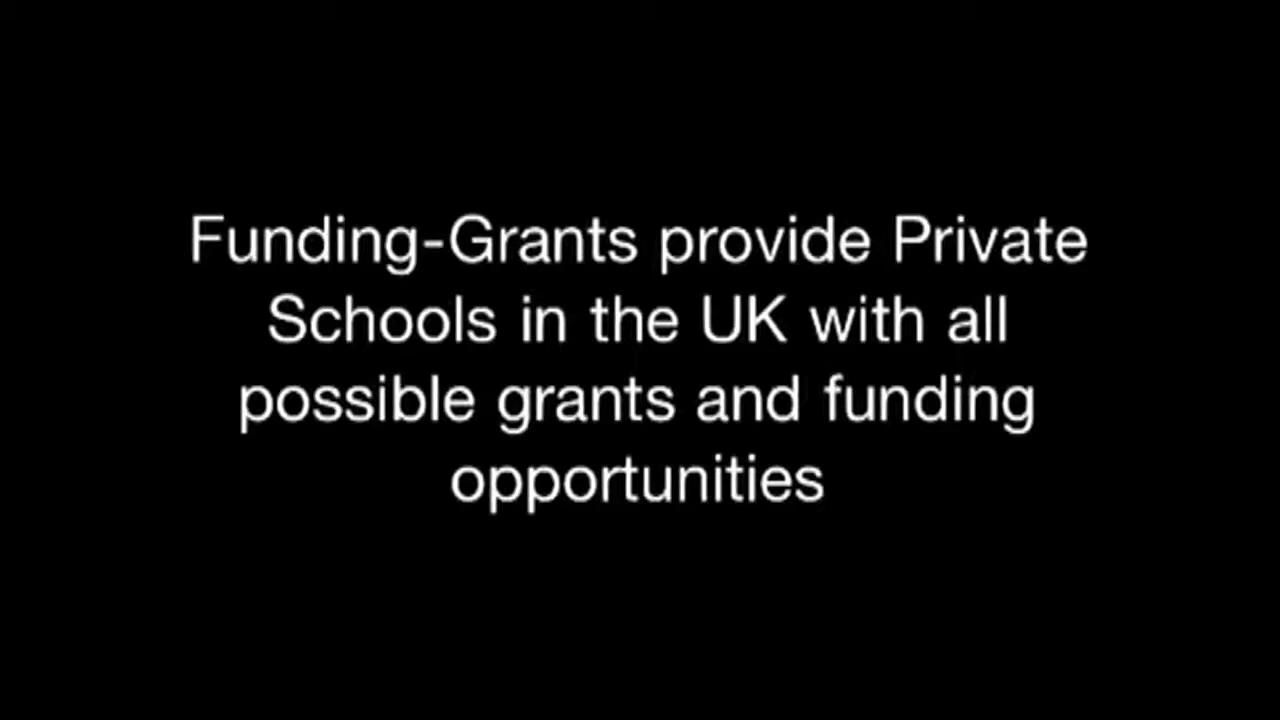 Funding-Grants provide Private
Schools in the UK with all
possible grants and funding
opportunities